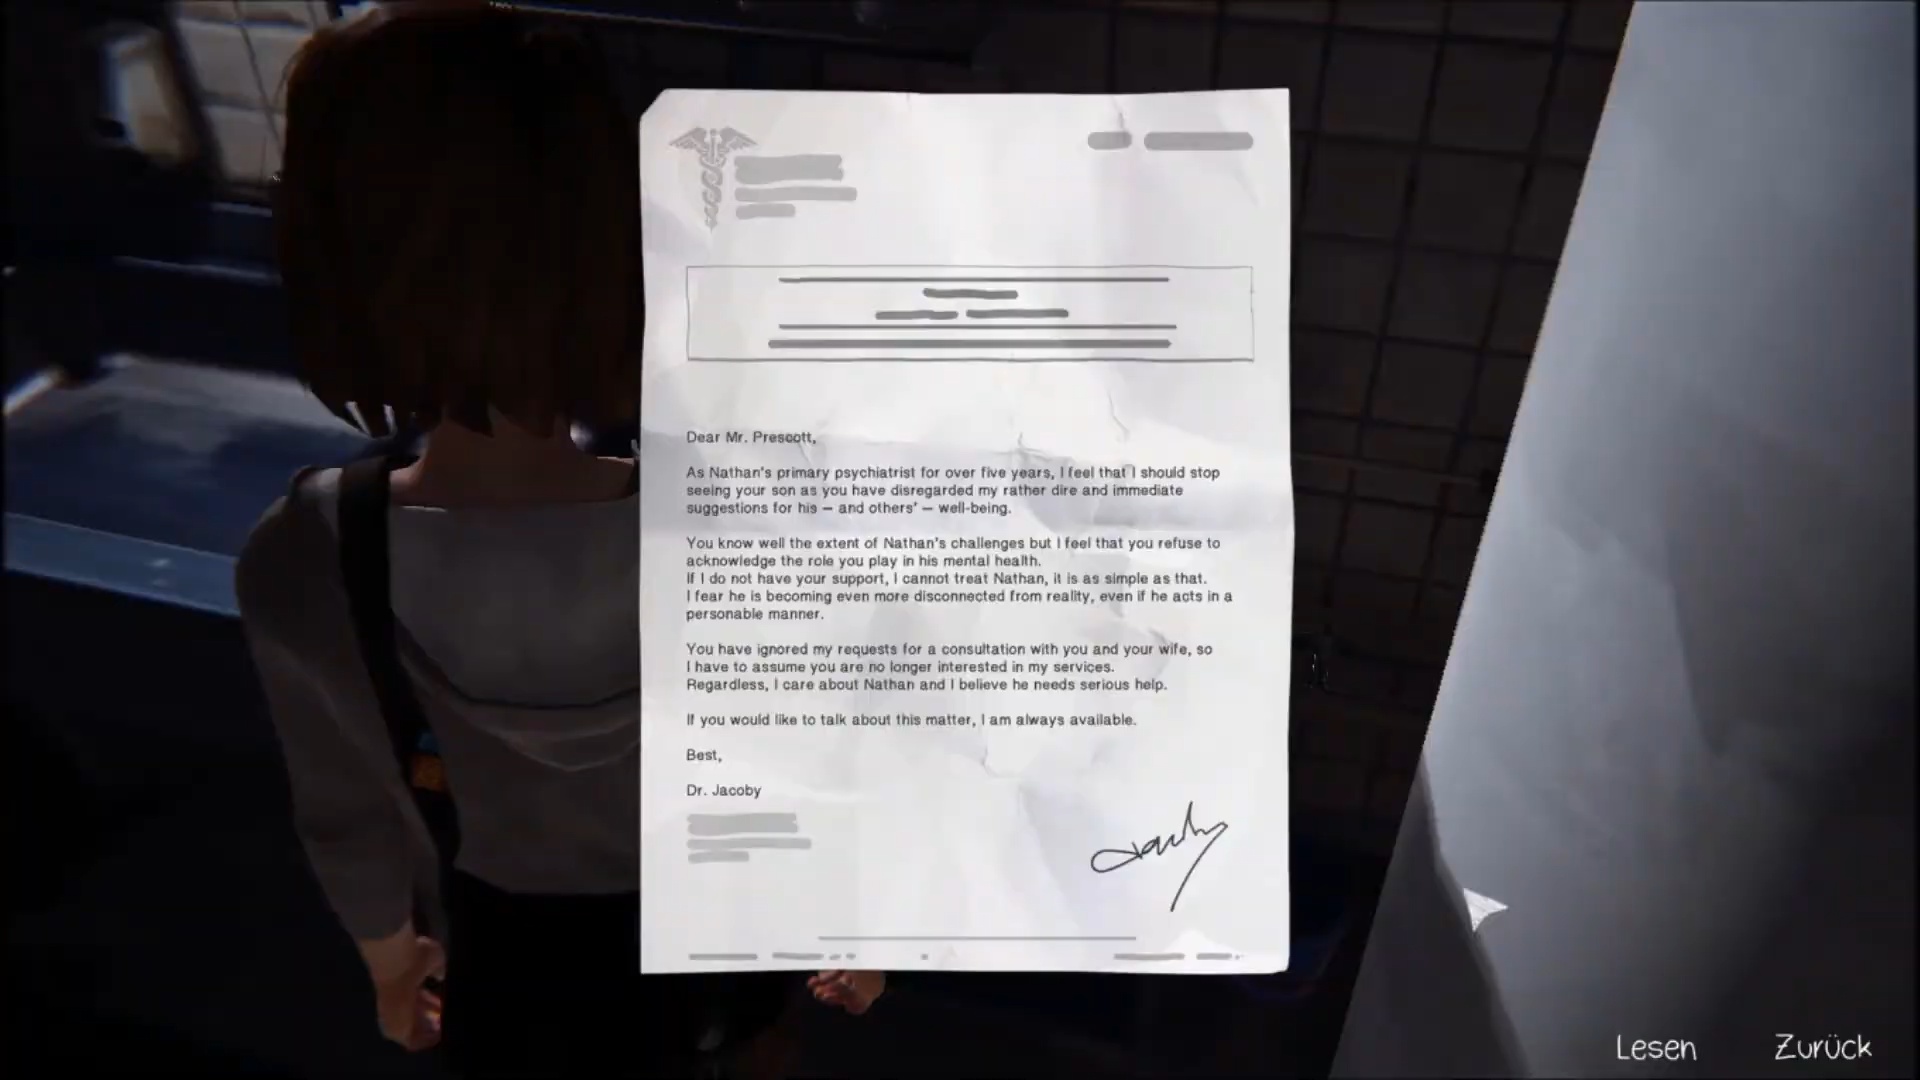 Dear Mr. Prescott,
As Nathan's primary psychiatrist for over five years, I feel that I should stop
seeing your son as you have disregarded my rather dire and immediate
suggestions for his – and others' – well-being.
You know well the extent of Nathan's challenges but I feel that you refuse to
acknowledge the role you play in his mental health.
If I do not have your support, I cannot treat Nathan, it is as simple as that.
I fear he is becoming even more disconnected from reality, even if he acts in a
personable manner.
You have ignored my requests for a consultation with you and your wife, so
I have to assume you are no longer interested in my services.
Regardless, I care about Nathan and I believe he needs serious help.
If you would like to talk about this matter, I am always available.
Best,
Dr. Jacoby
Lesen
Zurück